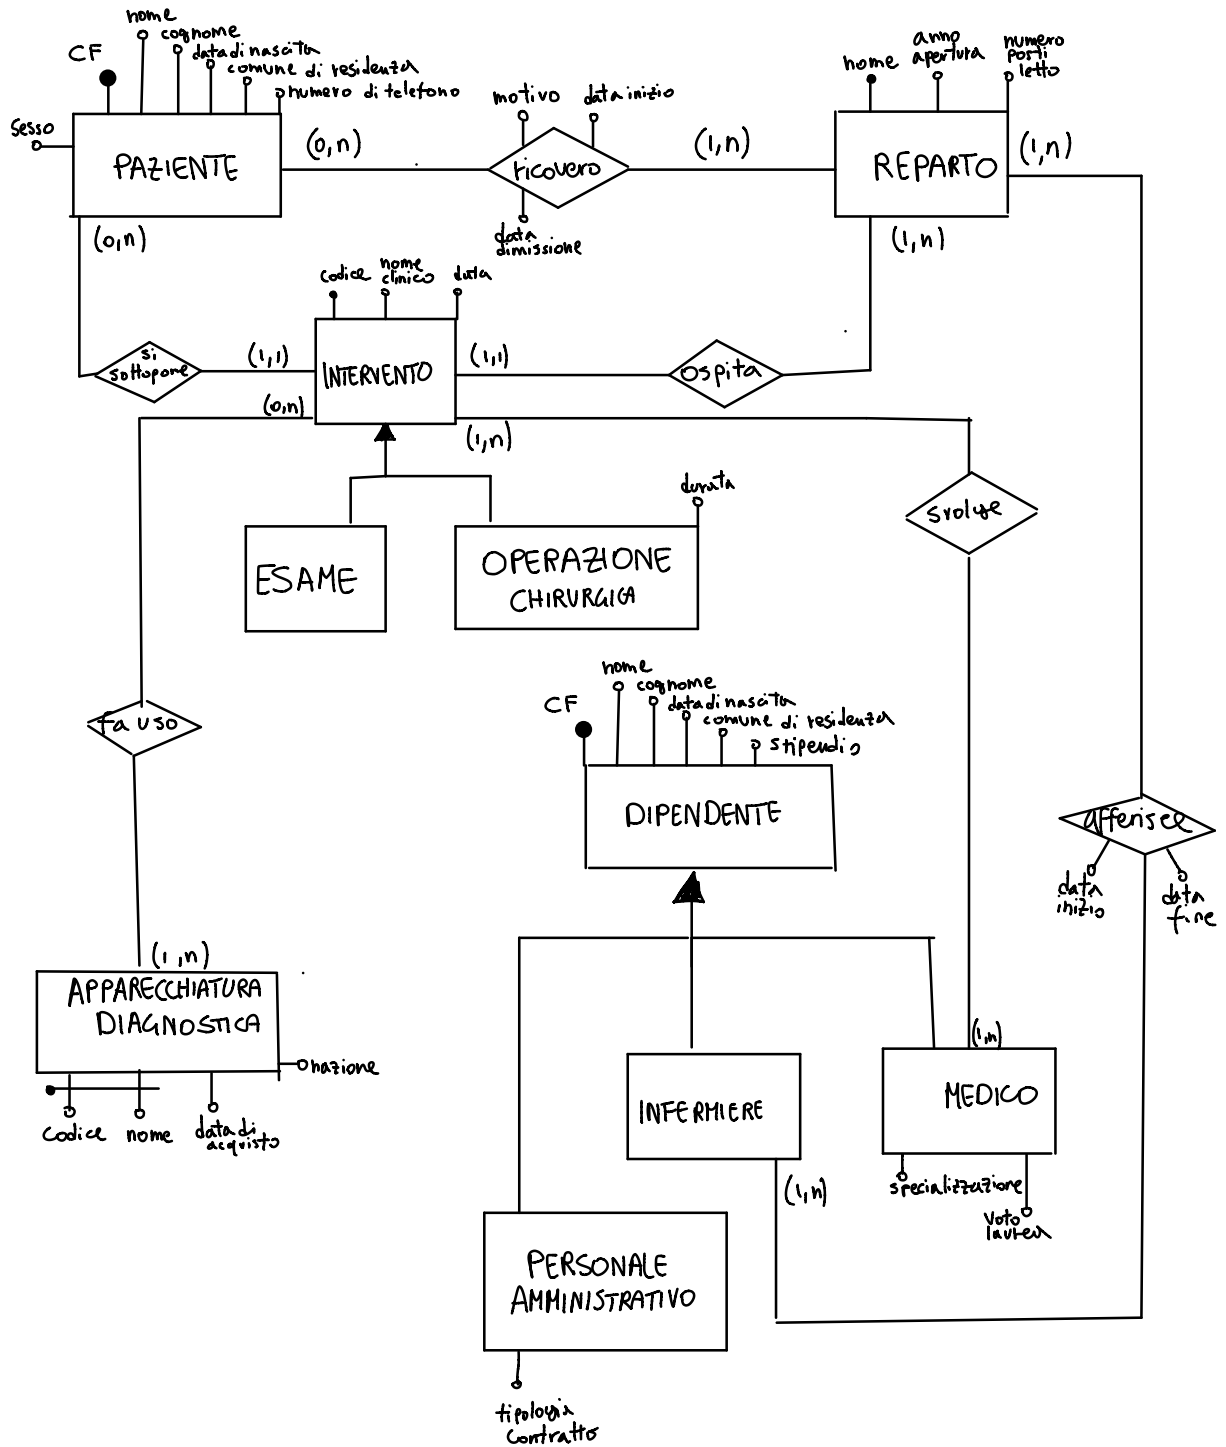 nome
cognome
CF
data di nascita
comune di residenza
numero di telefono
sesso
PAZIENTE
(0,n)
motivo
data inizio
ricovero
data
dimissione
(1,n)
nome
anno
apertura
numero
posti
letto
REPARTO
(1,n)
(0,n)
(1,n)
codice
nome
clinico
data
si
sottopone
(1,1)
INTERVENTO
(1,1)
ospita
(0,n)
(1,n)
svolge
durata
ESAME
OPERAZIONE
CHIRURGICA
fa uso
nome
cognome
CF
data di nascita
comune di residenza
stipendio
DIPENDENTE
afferisce
data
inizio
data
fine
(1,n)
APPARECCHIATURA
DIAGNOSTICA
nazione
codice
nome
data di
acquisto
(1,n)
INFERMIERE
MEDICO
(1,n)
specializzazione
voto
laurea
PERSONALE
AMMINISTRATIVO
tipologia
contratto